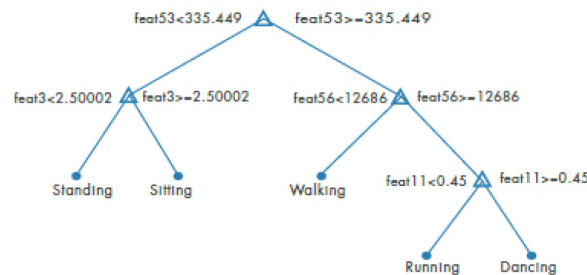 feat53<335.449 feat53>=335.449
feat3<2.50002 feat3>=2.50002 feat56<12686 feat56>=12686
Standing Sitting Walking feat11<0.45 feat11>=0.45
Running Dancing